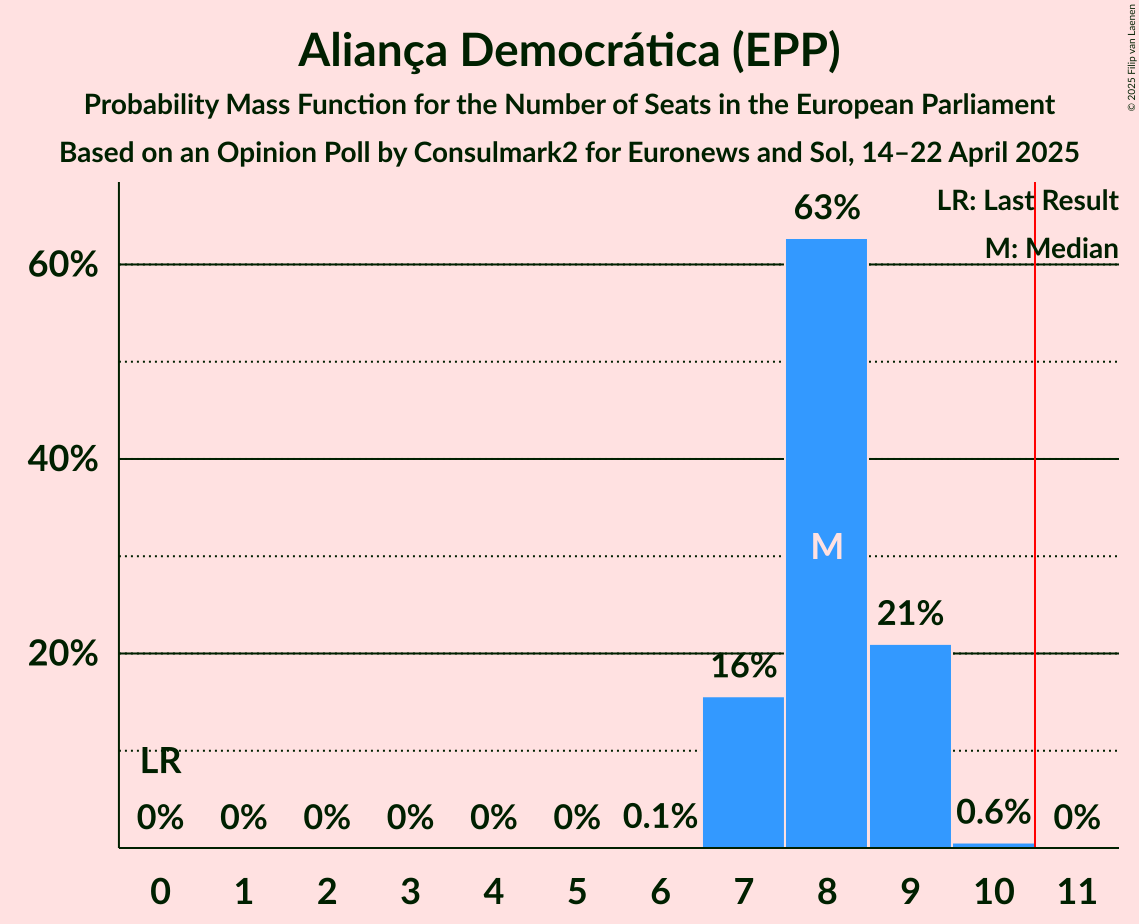 Aliança Democrática (EPP)
Probability Mass Function for the Number of Seats in the European Parliament
Based on an Opinion Poll by Consulmark2 for Euronews and Sol, 14–22 April 2025
© 2025 Filip van Laenen
LR: Last Result
M: Median
63%
60%
40%
M
21%
20%
16%
LR
0% 0% 0% 0% 0% 0% 0.1% 0.6% 0%
0 1 2 3 4 5 6 7 8 9 10 11